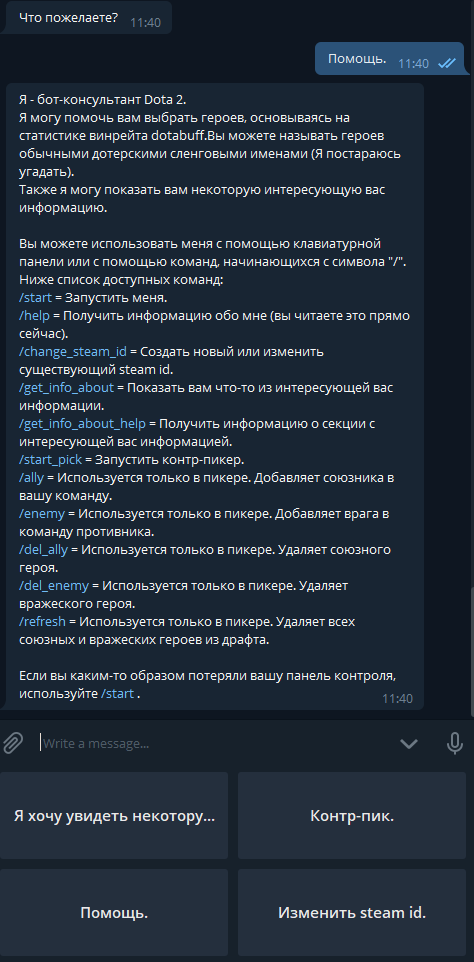 Что пожелаете? 11:40
Помощь. 11:40
Я - бот-консультант Dota 2.
Я могу помочь вам выбрать героев, основываясь на
статистике винрейта dotabuff.Вы можете называть героев
обычными дотерскими сленговыми именами (Я постараюсь
угадать).
Также я могу показать вам некоторую интересующую вас
информацию.
Вы можете использовать меня с помощью клавиатурной
панели или с помощью команд, начинающихся с символа "/".
Ниже список доступных команд:
/start = Запустить меня.
/help = Получить информацию обо мне (вы читаете это прямо
сейчас).
/change_steam_id = Создать новый или изменить
существующий steam id.
/get_info_about = Показать вам что-то из интересующей вас
информации.
/get_info_about_help = Получить информацию о секции с
интересующей вас информацией.
/start_pick = Запустить контр-пикер.
/ally = Используется только в пикере. Добавляет союзника в
вашу команду.
/enemy = Используется только в пикере. Добавляет врага в
команду противника.
/del_ally = Используется только в пикере. Удаляет союзного
героя.
/del_enemy = Используется только в пикере. Удаляет
вражеского героя.
/refresh = Используется только в пикере. Удаляет всех
союзных и вражеских героев из драфта.
Если вы каким-то образом потеряли вашу панель контроля,
используйте /start .
11:40
Write a message...
Я хочу увидеть некотору...
Контр-пик.
Помощь.
Изменить steam id.